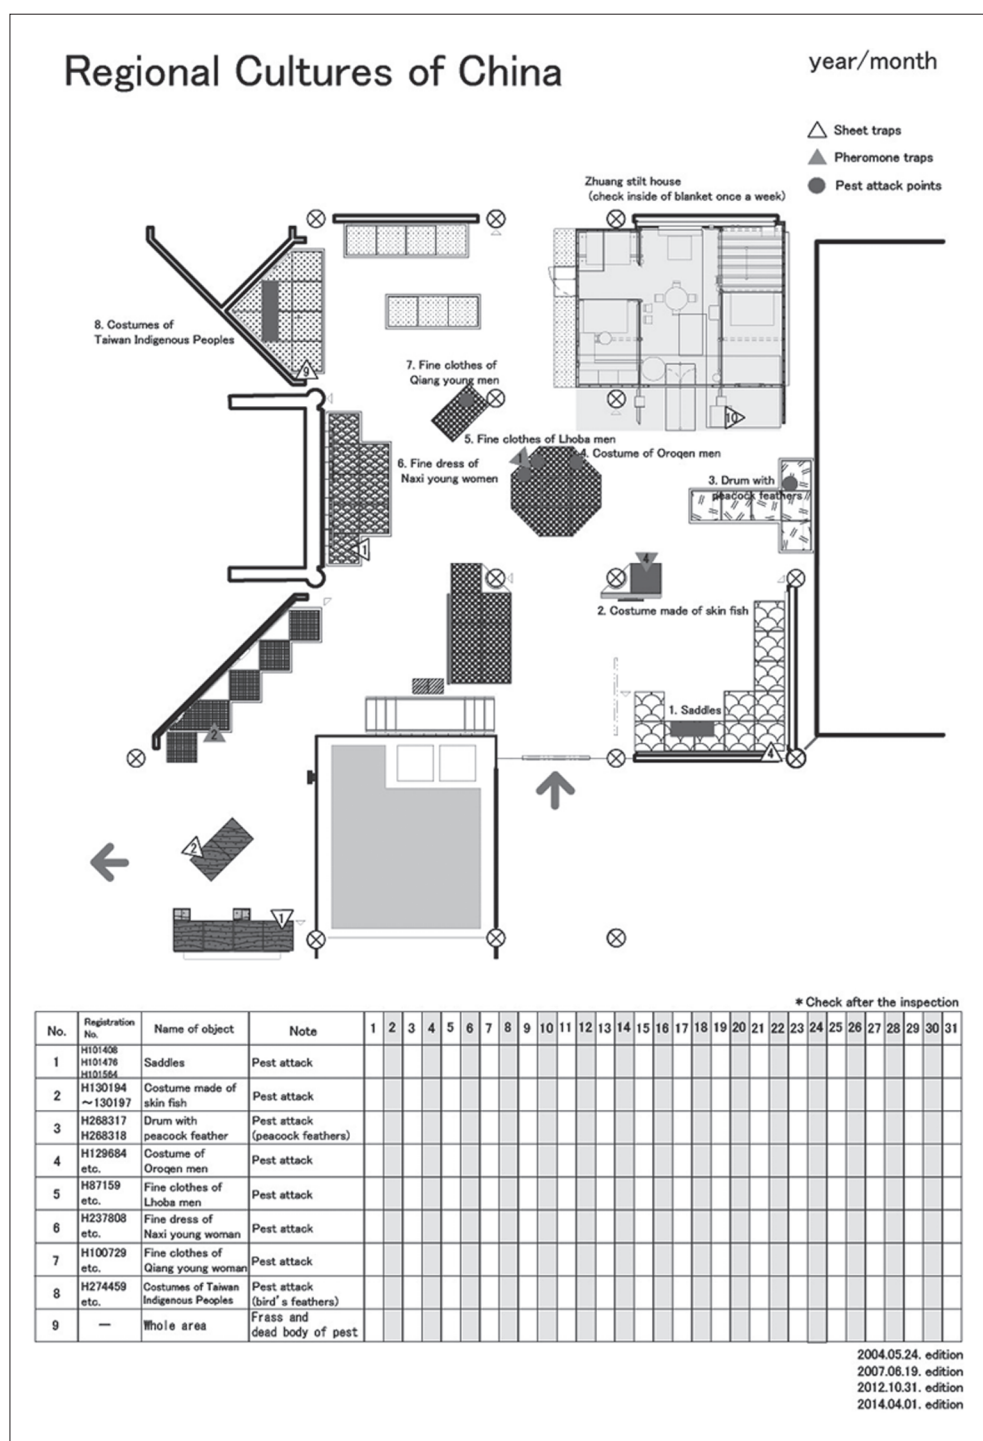 Regional Cultures of China
year/month
Sheet traps
Pheromone traps
Pest attack points
Zhuang stilt house
(check inside of blanket once a week)
8. Costumes of
Taiwan Indigenous Peoples
9
7. Fine clothes of
Qiang young men
10
5. Fine clothes of Lhoba men
1
4. Costume of Oroqen men
6. Fine dress of
Naxi young women
3. Drum with
peacock feathers
1
4
2. Costume made of skin fish
1. Saddles
2
4
2
1
* Check after the inspection
No. Registration No. Name of object Note 1 2 3 4 5 6 7 8 9 10 11 12 13 14 15 16 17 18 19 20 21 22 23 24 25 26 27 28 29 30 31
1 H101408 H101476 H101564 Saddles Pest attack
2 H130194 ～130197 Costume made of skin fish Pest attack
3 H268317 H268318 Drum with peacock feather Pest attack (peacock feathers)
4 H129684 etc. Costume of Oroqen men Pest attack
5 H87159 etc. Fine clothes of Lhoba men Pest attack
6 H237808 etc. Fine dress of Naxi young woman Pest attack
7 H100729 etc. Fine clothes of Qiang young woman Pest attack
8 H274459 etc. Costumes of Taiwan Indigenous Peoples Pest attack (bird's feathers)
9 — Whole area Frass and dead body of pest
2004.05.24. edition
2007.06.19. edition
2012.10.31. edition
2014.04.01. edition